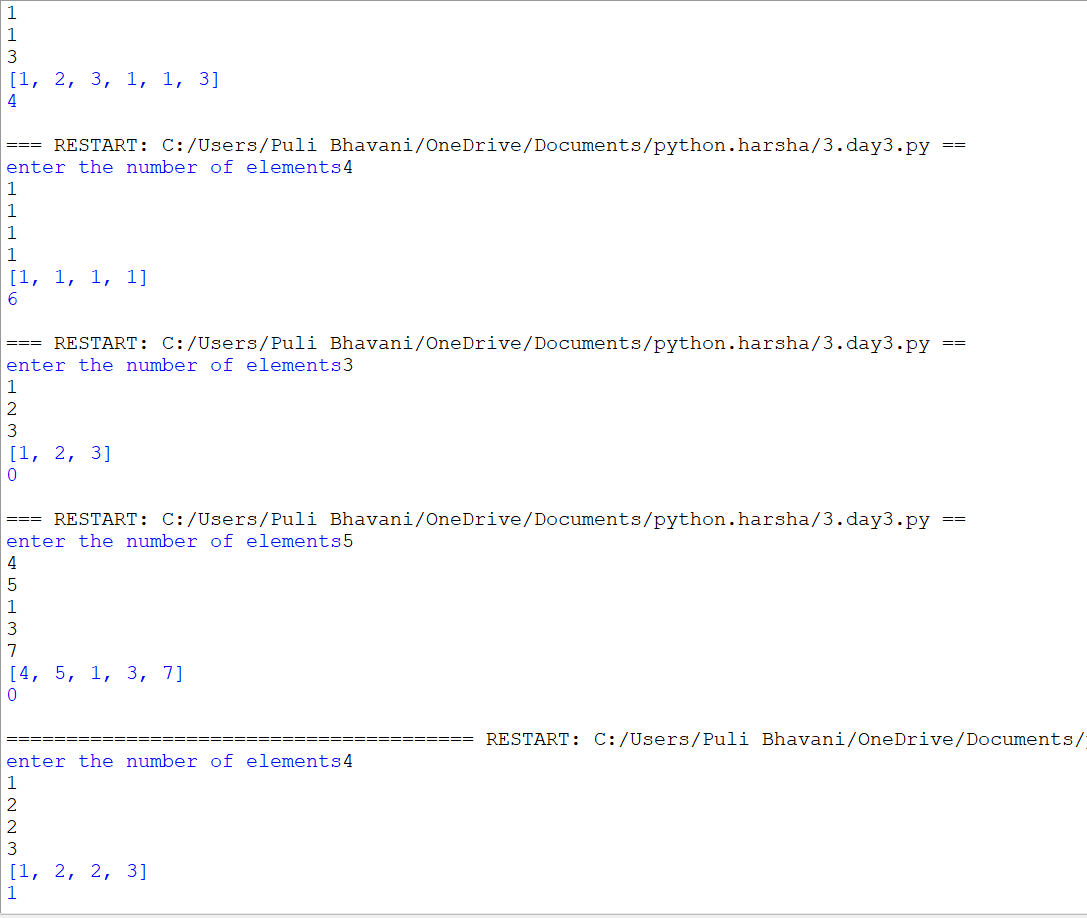 1
1
3
[1, 2, 3, 1, 1, 3]
4
=== RESTART: C:/Users/Puli Bhavani/OneDrive/Documents/python.harsha/3.day3.py ==
enter the number of elements4
1
1
1
1
[1, 1, 1, 1]
6
=== RESTART: C:/Users/Puli Bhavani/OneDrive/Documents/python.harsha/3.day3.py ==
enter the number of elements3
1
2
3
[1, 2, 3]
0
=== RESTART: C:/Users/Puli Bhavani/OneDrive/Documents/python.harsha/3.day3.py ==
enter the number of elements5
4
5
1
3
7
[4, 5, 1, 3, 7]
0
======================================= RESTART: C:/Users/Puli Bhavani/OneDrive/Documents/
enter the number of elements4
1
2
2
3
[1, 2, 2, 3]
1